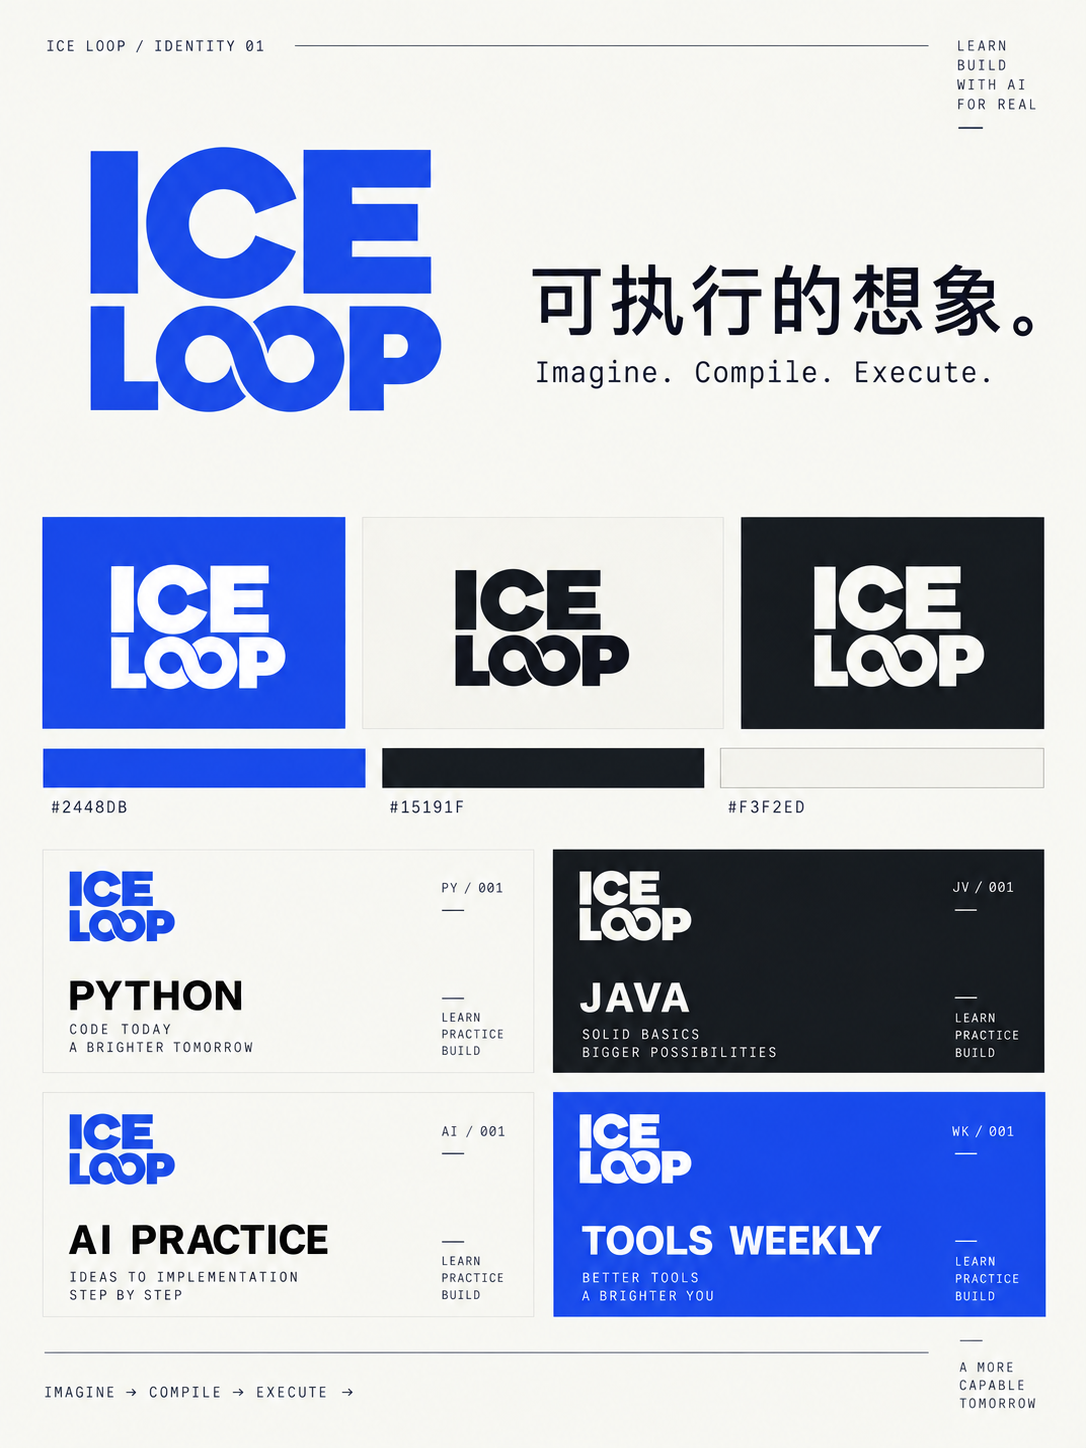 ICE LOOP / IDENTITY 01
LEARN
BUILD
WITH AI
FOR REAL
ICE
LOOP
可执行的想象。
Imagine. Compile. Execute.
ICE
LOOP
ICE
LOOP
ICE
LOOP
#2448DB
#15191F
#F3F2ED
ICE
LOOP
PY / 001
PYTHON
CODE TODAY
A BRIGHTER TOMORROW
LEARN
PRACTICE
BUILD
ICE
LOOP
JV / 001
JAVA
SOLID BASICS
BIGGER POSSIBILITIES
LEARN
PRACTICE
BUILD
ICE
LOOP
AI / 001
AI PRACTICE
IDEAS TO IMPLEMENTATION
STEP BY STEP
LEARN
PRACTICE
BUILD
ICE
LOOP
WK / 001
TOOLS WEEKLY
BETTER TOOLS
A BRIGHTER YOU
LEARN
PRACTICE
BUILD
IMAGINE → COMPILE → EXECUTE →
A MORE
CAPABLE
TOMORROW